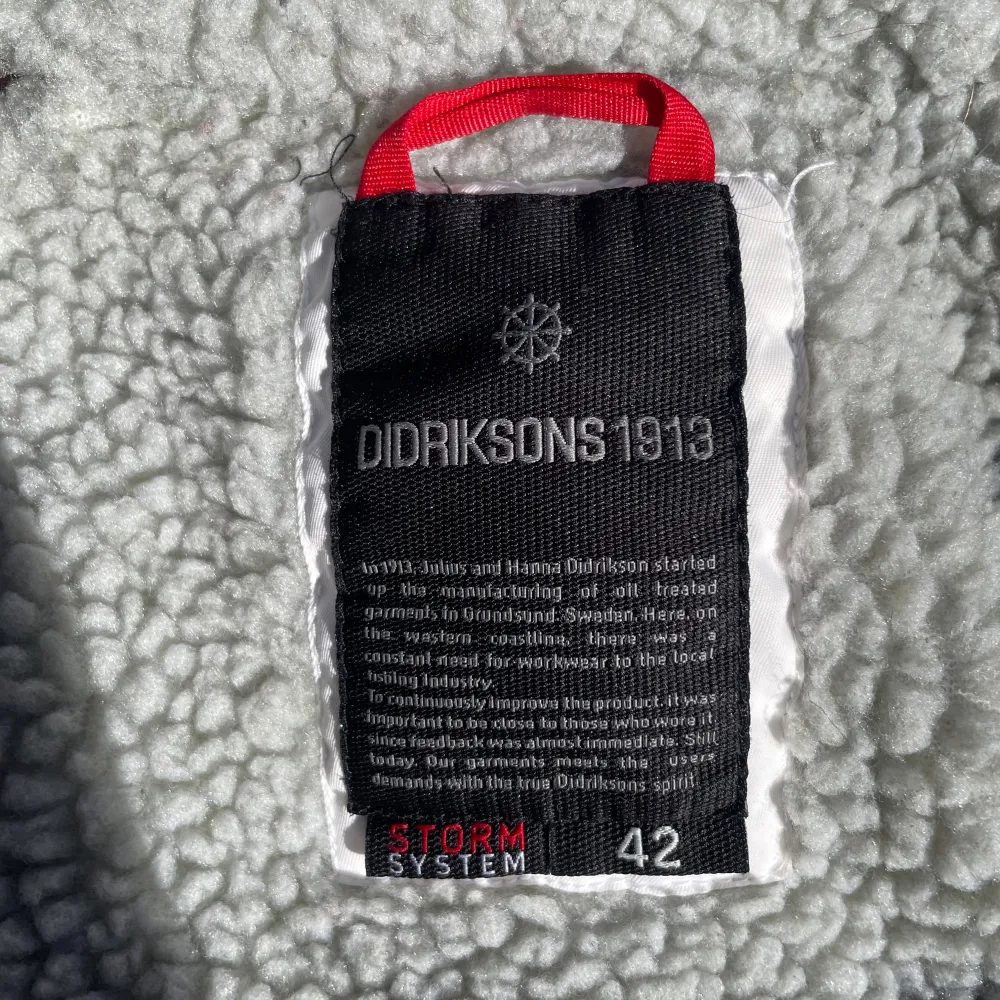 DIDRIKSONS 1913
In 1913, Julius and Hanna Didrikson started
up the manufacturing of oil treated
garments in Grundsund, Sweden. Here, on
the western coastline, there was a
constant need for workwear to the local
fishing industry.
To continuously improve the product, it was
important to be close to those who wore it,
since feedback was almost immediate. Still
today, Our garments meets the users
demands with the true Didriksons spirit
STORM
SYSTEM
42